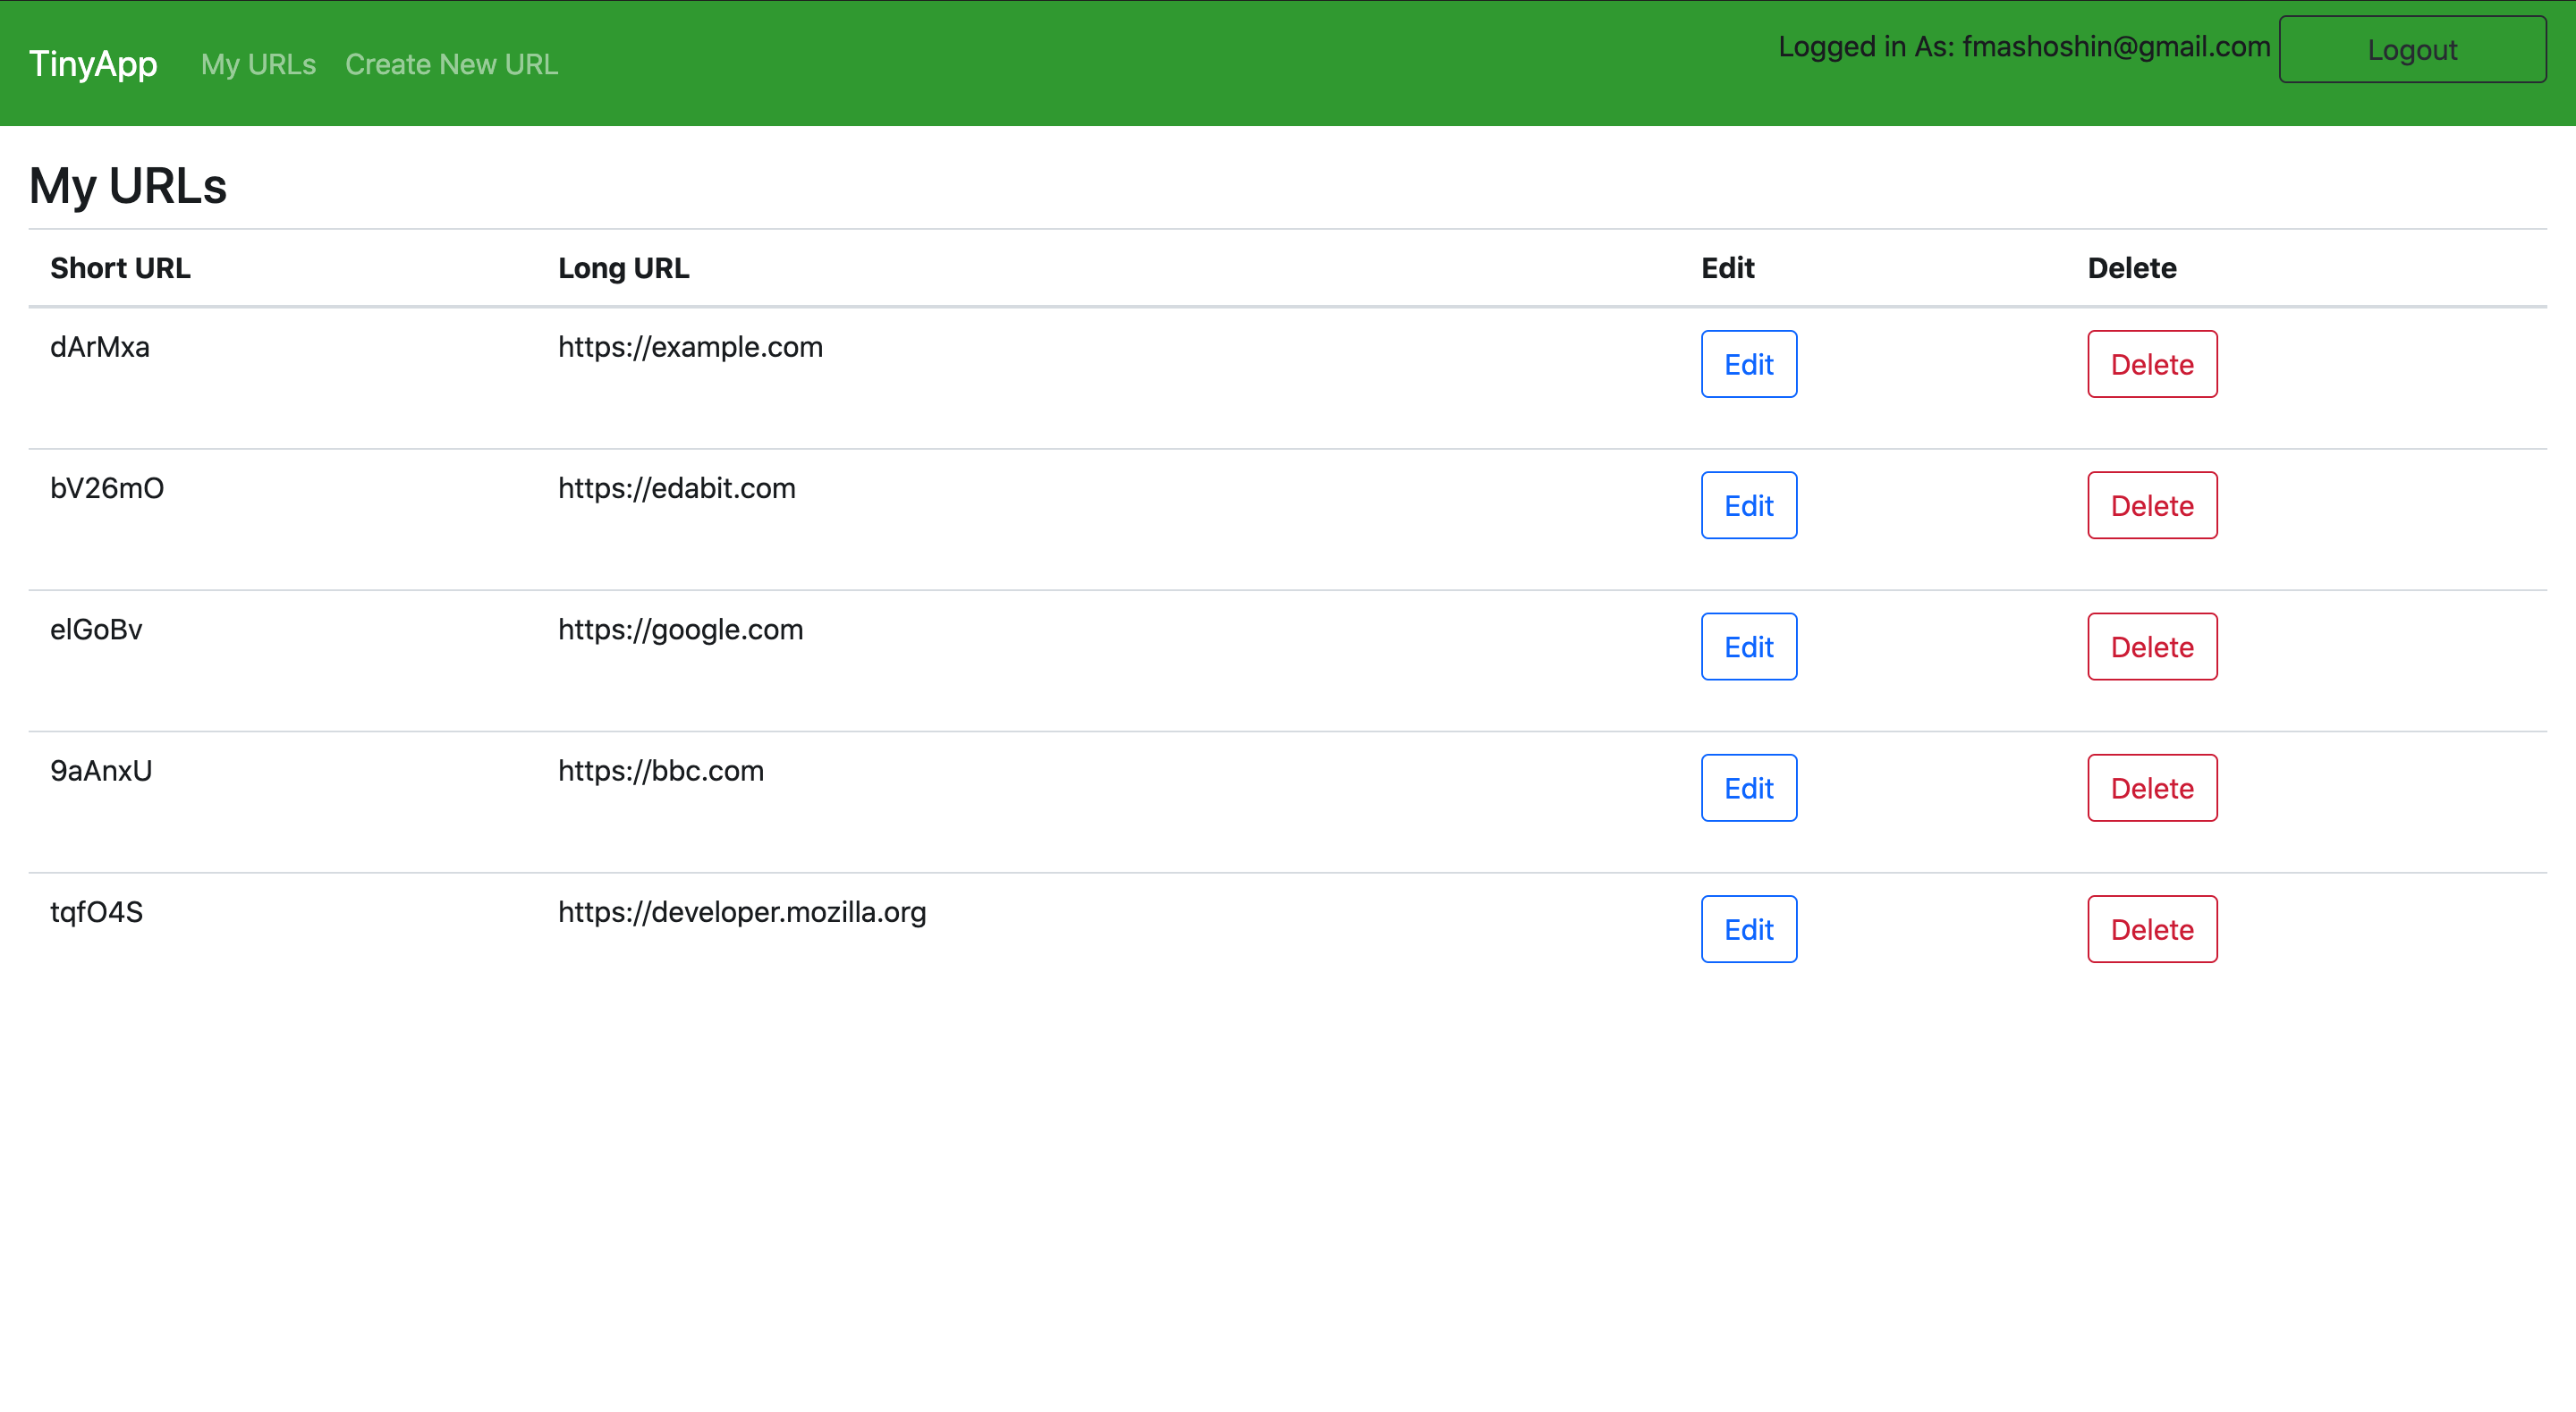 TinyApp My URLs Create New URL Logged in As: fmashoshin@gmail.com Logout
My URLs
Short URL Long URL Edit Delete
dArMxa https://example.com Edit Delete
bV26mO https://edabit.com Edit Delete
elGoBv https://google.com Edit Delete
9aAnxU https://bbc.com Edit Delete
tqfO4S https://developer.mozilla.org Edit Delete